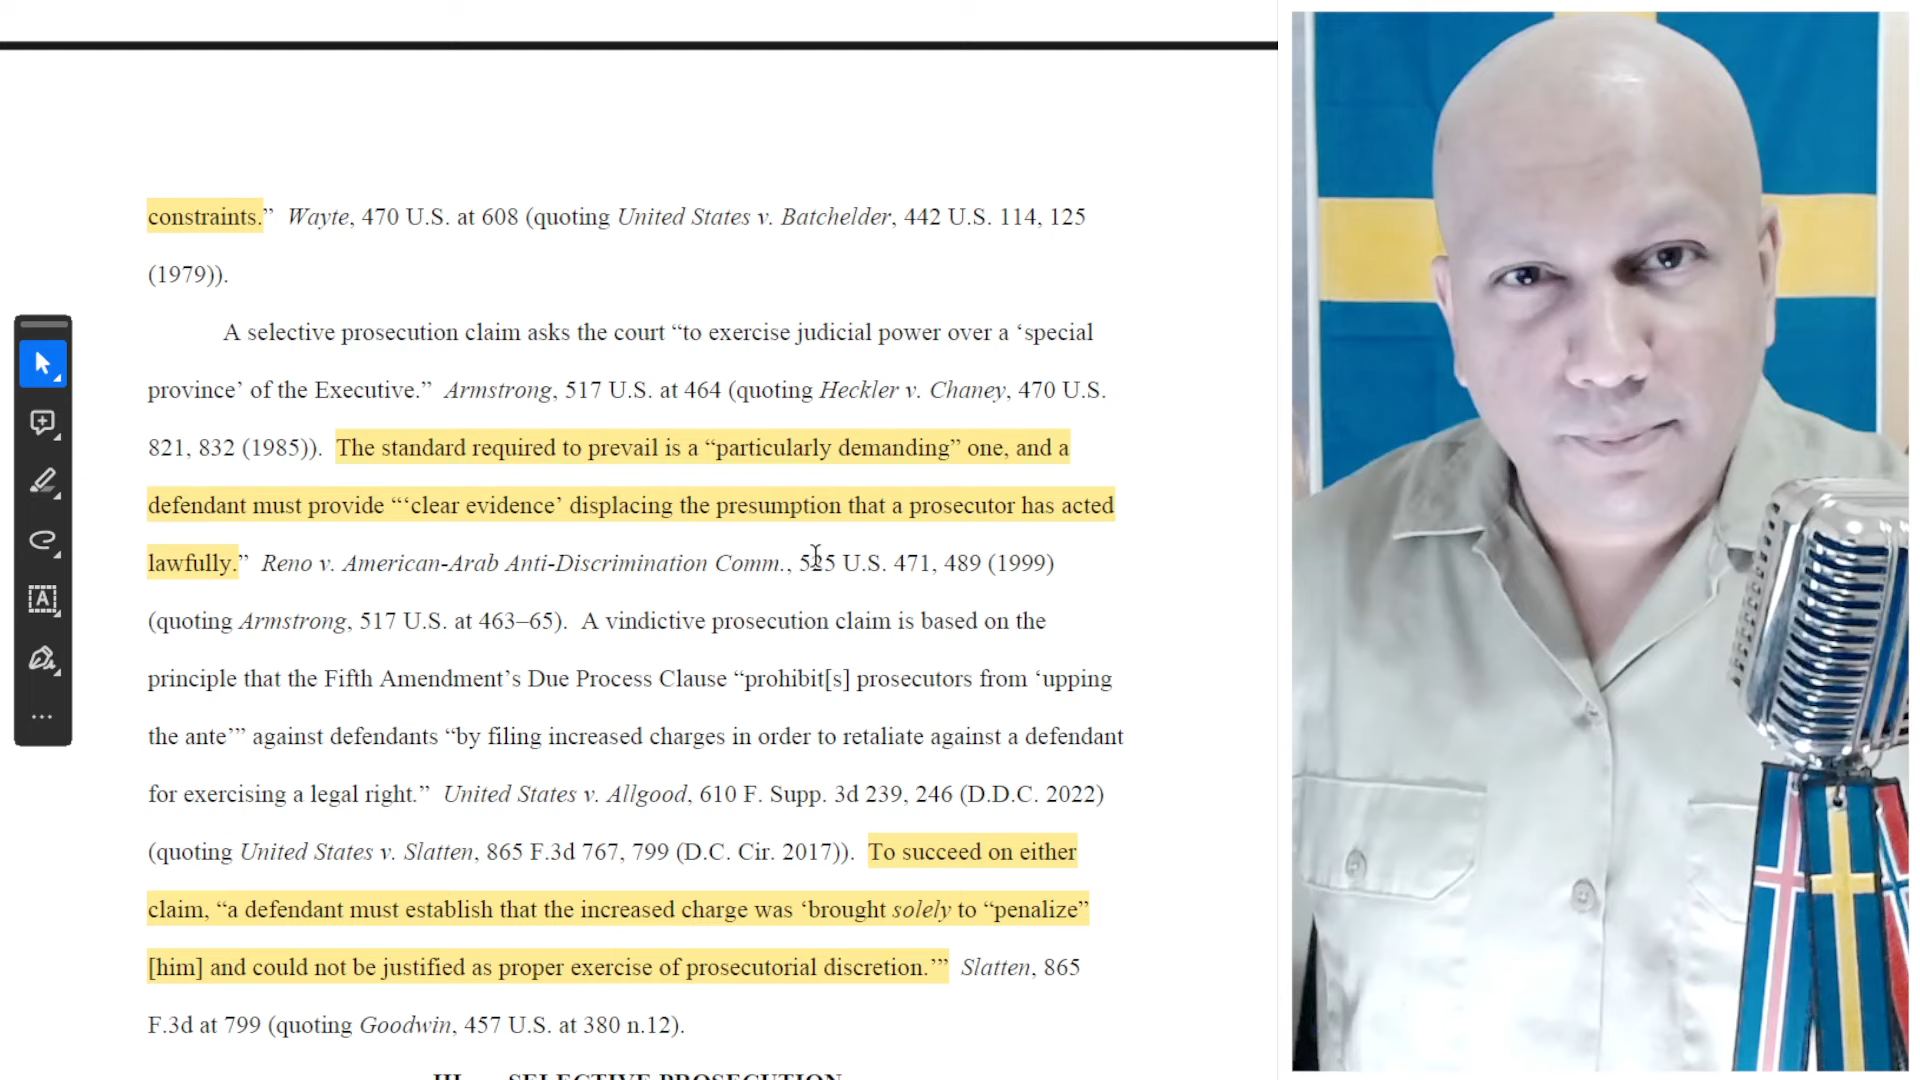 constraints.” Wayte, 470 U.S. at 608 (quoting United States v. Batchelder, 442 U.S. 114, 125
(1979)).
A selective prosecution claim asks the court “to exercise judicial power over a ‘special
province’ of the Executive.” Armstrong, 517 U.S. at 464 (quoting Heckler v. Chaney, 470 U.S.
821, 832 (1985)). The standard required to prevail is a “particularly demanding” one, and a
defendant must provide “‘clear evidence’ displacing the presumption that a prosecutor has acted
lawfully.” Reno v. American-Arab Anti-Discrimination Comm., 525 U.S. 471, 489 (1999)
(quoting Armstrong, 517 U.S. at 463–65). A vindictive prosecution claim is based on the
principle that the Fifth Amendment’s Due Process Clause “prohibit[s] prosecutors from ‘upping
the ante’” against defendants “by filing increased charges in order to retaliate against a defendant
for exercising a legal right.” United States v. Allgood, 610 F. Supp. 3d 239, 246 (D.D.C. 2022)
(quoting United States v. Slatten, 865 F.3d 767, 799 (D.C. Cir. 2017)). To succeed on either
claim, “a defendant must establish that the increased charge was ‘brought solely to “penalize”
[him] and could not be justified as proper exercise of prosecutorial discretion.’” Slatten, 865
F.3d at 799 (quoting Goodwin, 457 U.S. at 380 n.12).
III. SELECTIVE PROSECUTION